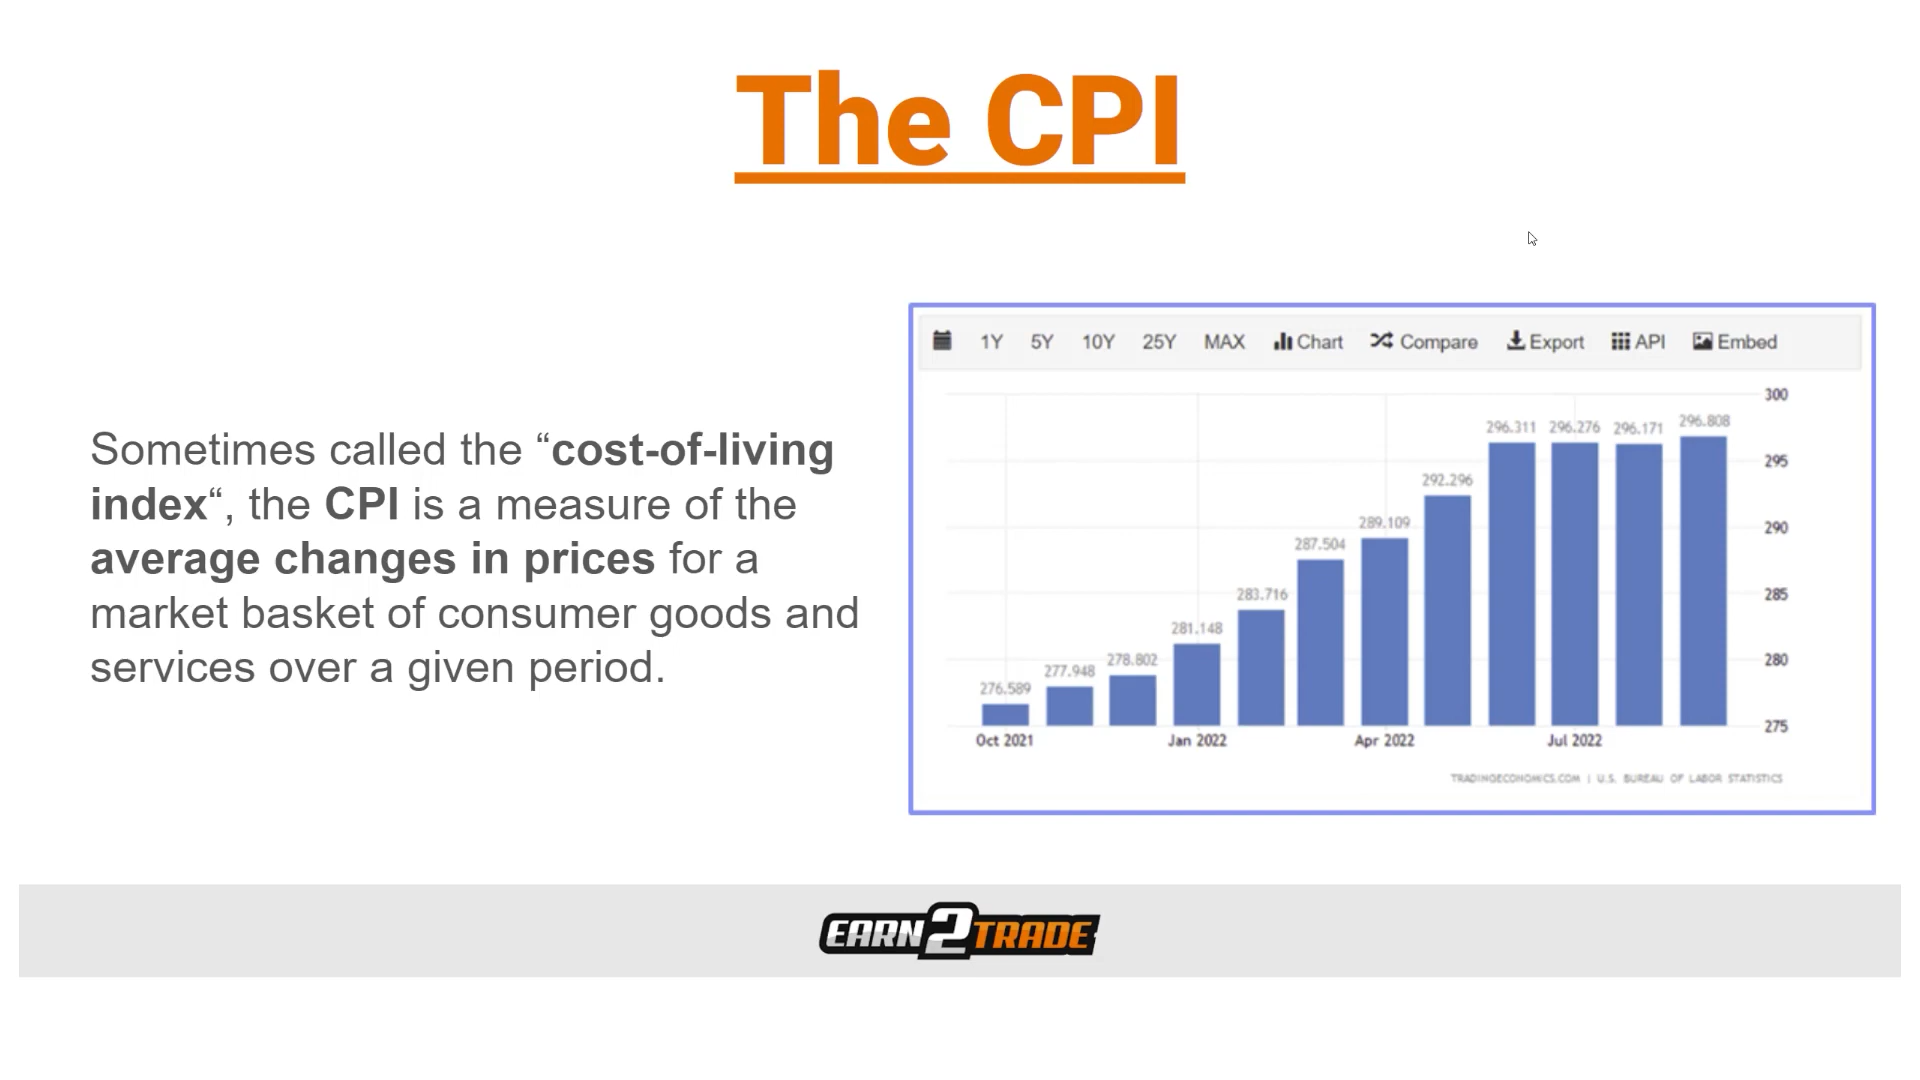 The CPI
Sometimes called the “cost-of-living
index“, the CPI is a measure of the
average changes in prices for a
market basket of consumer goods and
services over a given period.
1Y 5Y 10Y 25Y MAX Chart Compare Export API Embed
300
295
290
285
280
275
276.589
277.948
278.802
281.148
283.716
287.504
289.109
292.296
296.311
296.276
296.171
296.808
Oct 2021 Jan 2022 Apr 2022 Jul 2022
TRADINGECONOMICS.COM | U.S. BUREAU OF LABOR STATISTICS
EARN2TRADE